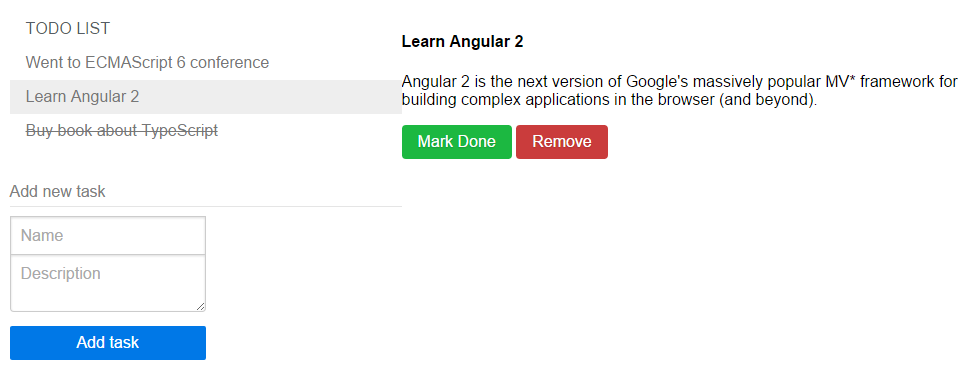 TODO LIST
Went to ECMAScript 6 conference
Learn Angular 2
Buy book about TypeScript
Add new task
Name
Description
Add task
Learn Angular 2
Angular 2 is the next version of Google's massively popular MV* framework for
building complex applications in the browser (and beyond).
Mark Done Remove